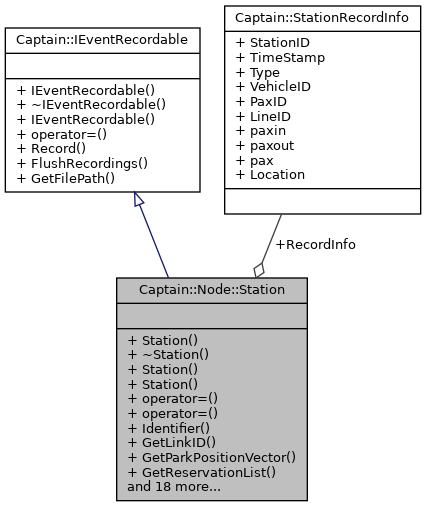 Captain::IEventRecordable
+ IEventRecordable()
+ ~IEventRecordable()
+ IEventRecordable()
+ operator=()
+ Record()
+ FlushRecordings()
+ GetFilePath()
Captain::StationRecordInfo
+ StationID
+ TimeStamp
+ Type
+ VehicleID
+ PaxID
+ LineID
+ paxin
+ paxout
+ pax
+ Location
+RecordInfo
Captain::Node::Station
+ Station()
+ ~Station()
+ Station()
+ Station()
+ operator=()
+ operator=()
+ Identifier()
+ GetLinkID()
+ GetParkPositionVector()
+ GetReservationList()
and 18 more...